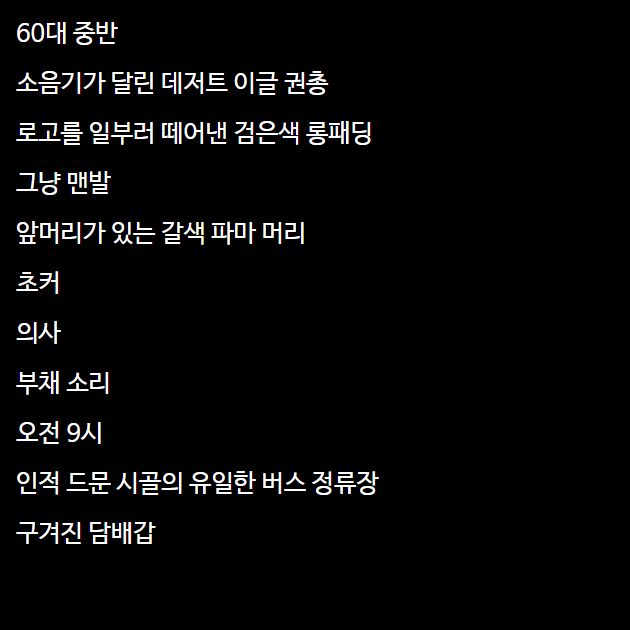 60대 중반
소음기가 달린 데저트 이글 권총
로고를 일부러 떼어낸 검은색 롱패딩
그냥 맨발
앞머리가 있는 갈색 파마 머리
초커
의사
부채 소리
오전 9시
인적 드문 시골의 유일한 버스 정류장
구겨진 담배갑